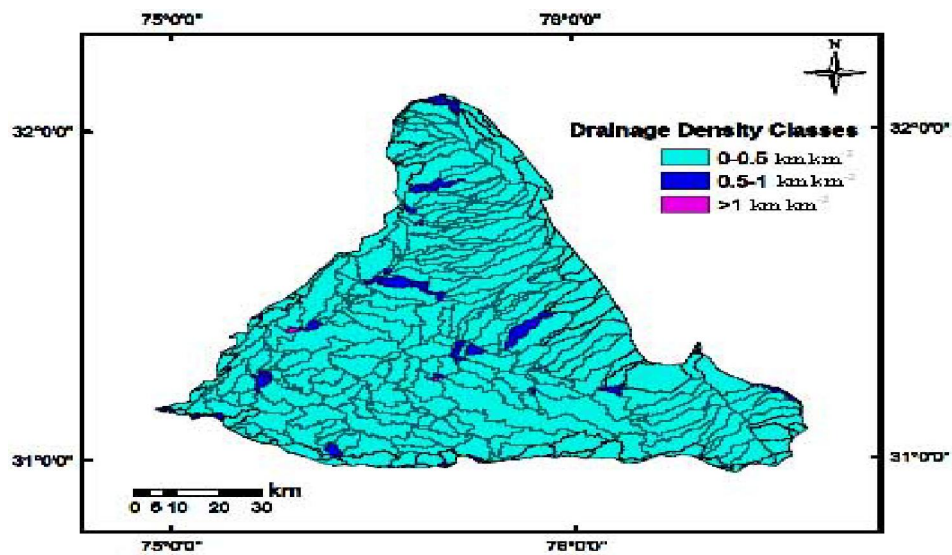 75°0'0" 76°0'0"
N
32°0'0" 32°0'0"
Drainage Density Classes
0-0.5 km km⁻²
0.5-1 km km⁻²
>1 km km⁻²
31°0'0" 31°0'0"
km
0 5 10 20 30
75°0'0" 76°0'0"